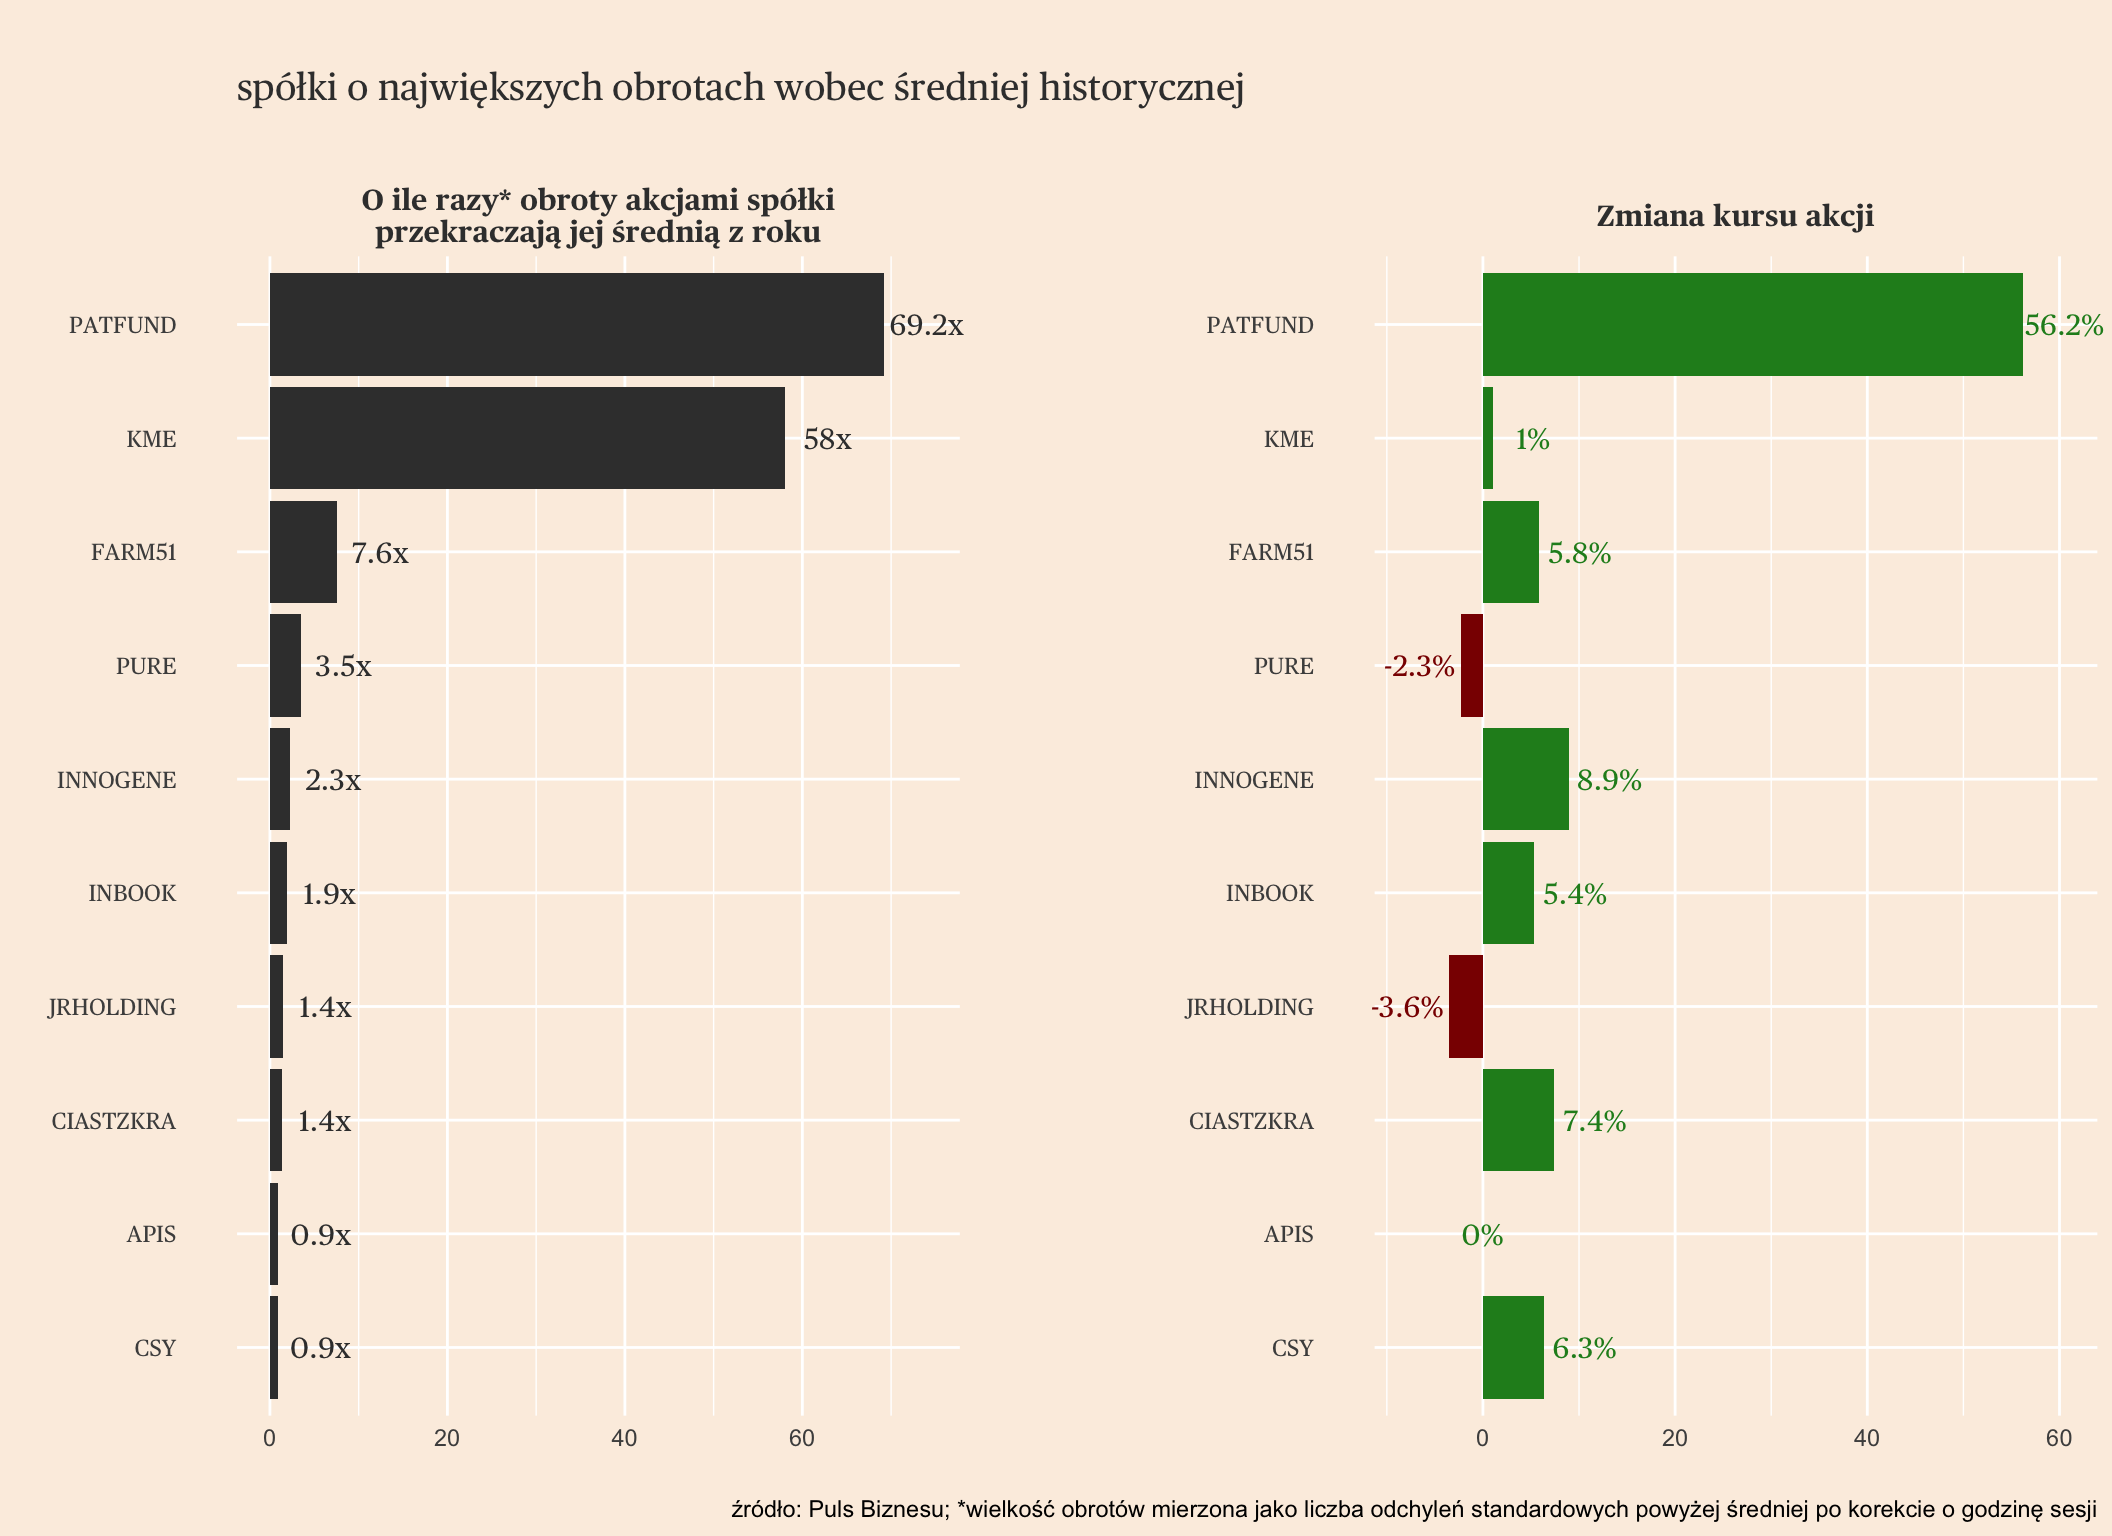 spółki o największych obrotach wobec średniej historycznej
O ile razy* obroty akcjami spółki
przekraczają jej średnią z roku
PATFUND
69.2x
KME
58x
FARM51
7.6x
PURE
3.5x
INNOGENE
2.3x
INBOOK
1.9x
JRHOLDING
1.4x
CIASTZKRA
1.4x
APIS
0.9x
CSY
0.9x
0 20 40 60
Zmiana kursu akcji
PATFUND
56.2%
KME
1%
FARM51
5.8%
PURE
-2.3%
INNOGENE
8.9%
INBOOK
5.4%
JRHOLDING
-3.6%
CIASTZKRA
7.4%
APIS
0%
CSY
6.3%
0 20 40 60
źródło: Puls Biznesu; *wielkość obrotów mierzona jako liczba odchyleń standardowych powyżej średniej po korekcie o godzinę sesji